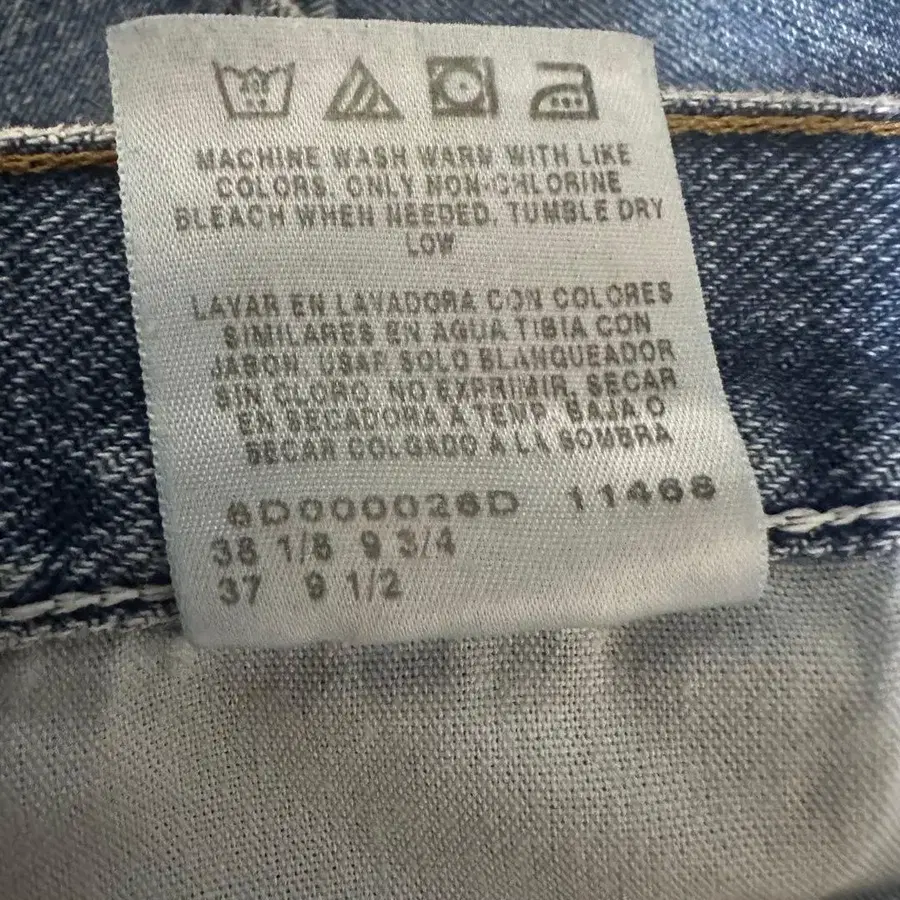 MACHINE WASH WARM WITH LIKE
COLORS. ONLY NON-CHLORINE
BLEACH WHEN NEEDED. TUMBLE DRY
LOW
LAVAR EN LAVADORA CON COLORES
SIMILARES EN AGUA TIBIA CON
JABON. USAR SOLO BLANQUEADOR
SIN CLORO. NO EXPRIMIR. SECAR
EN SECADORA A TEMP. BAJA O
SECAR COLGADO A LA SOMBRA
11468
38 1/8 9 3/4
37 9 1/2